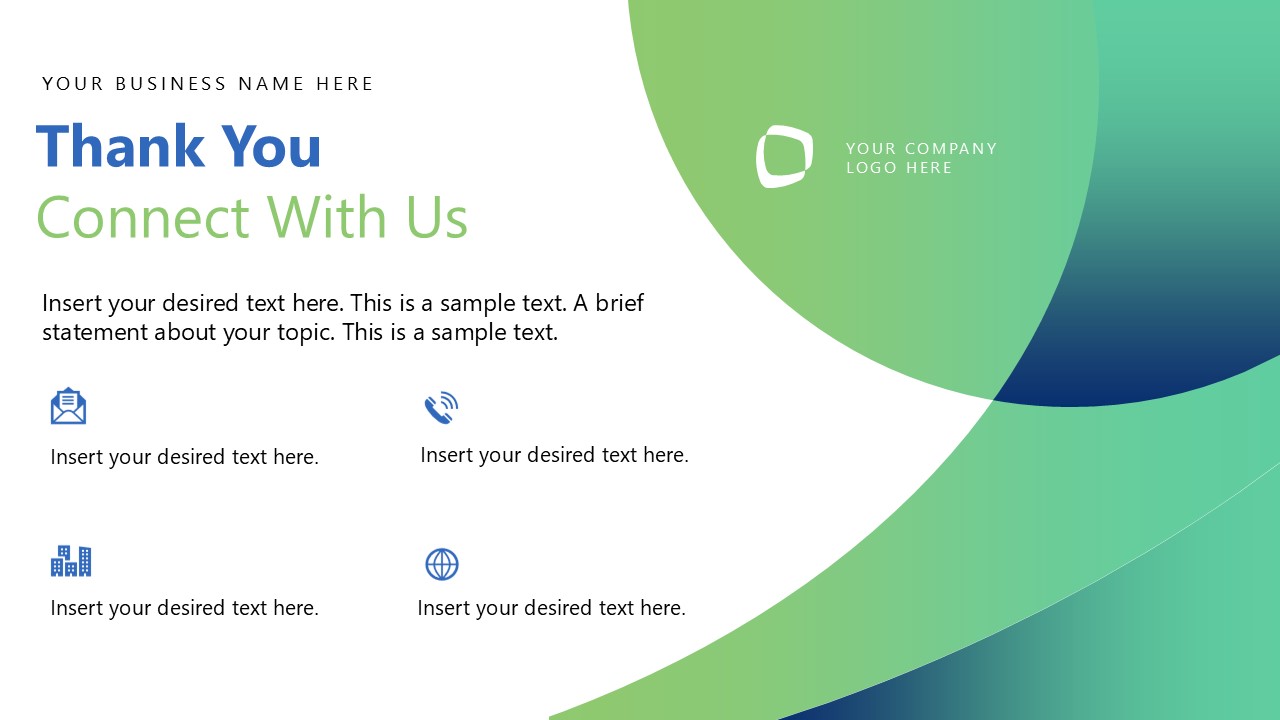 YOUR BUSINESS NAME HERE
Thank You
Connect With Us
YOUR COMPANY
LOGO HERE
Insert your desired text here. This is a sample text. A brief
statement about your topic. This is a sample text.
Insert your desired text here.
Insert your desired text here.
Insert your desired text here.
Insert your desired text here.